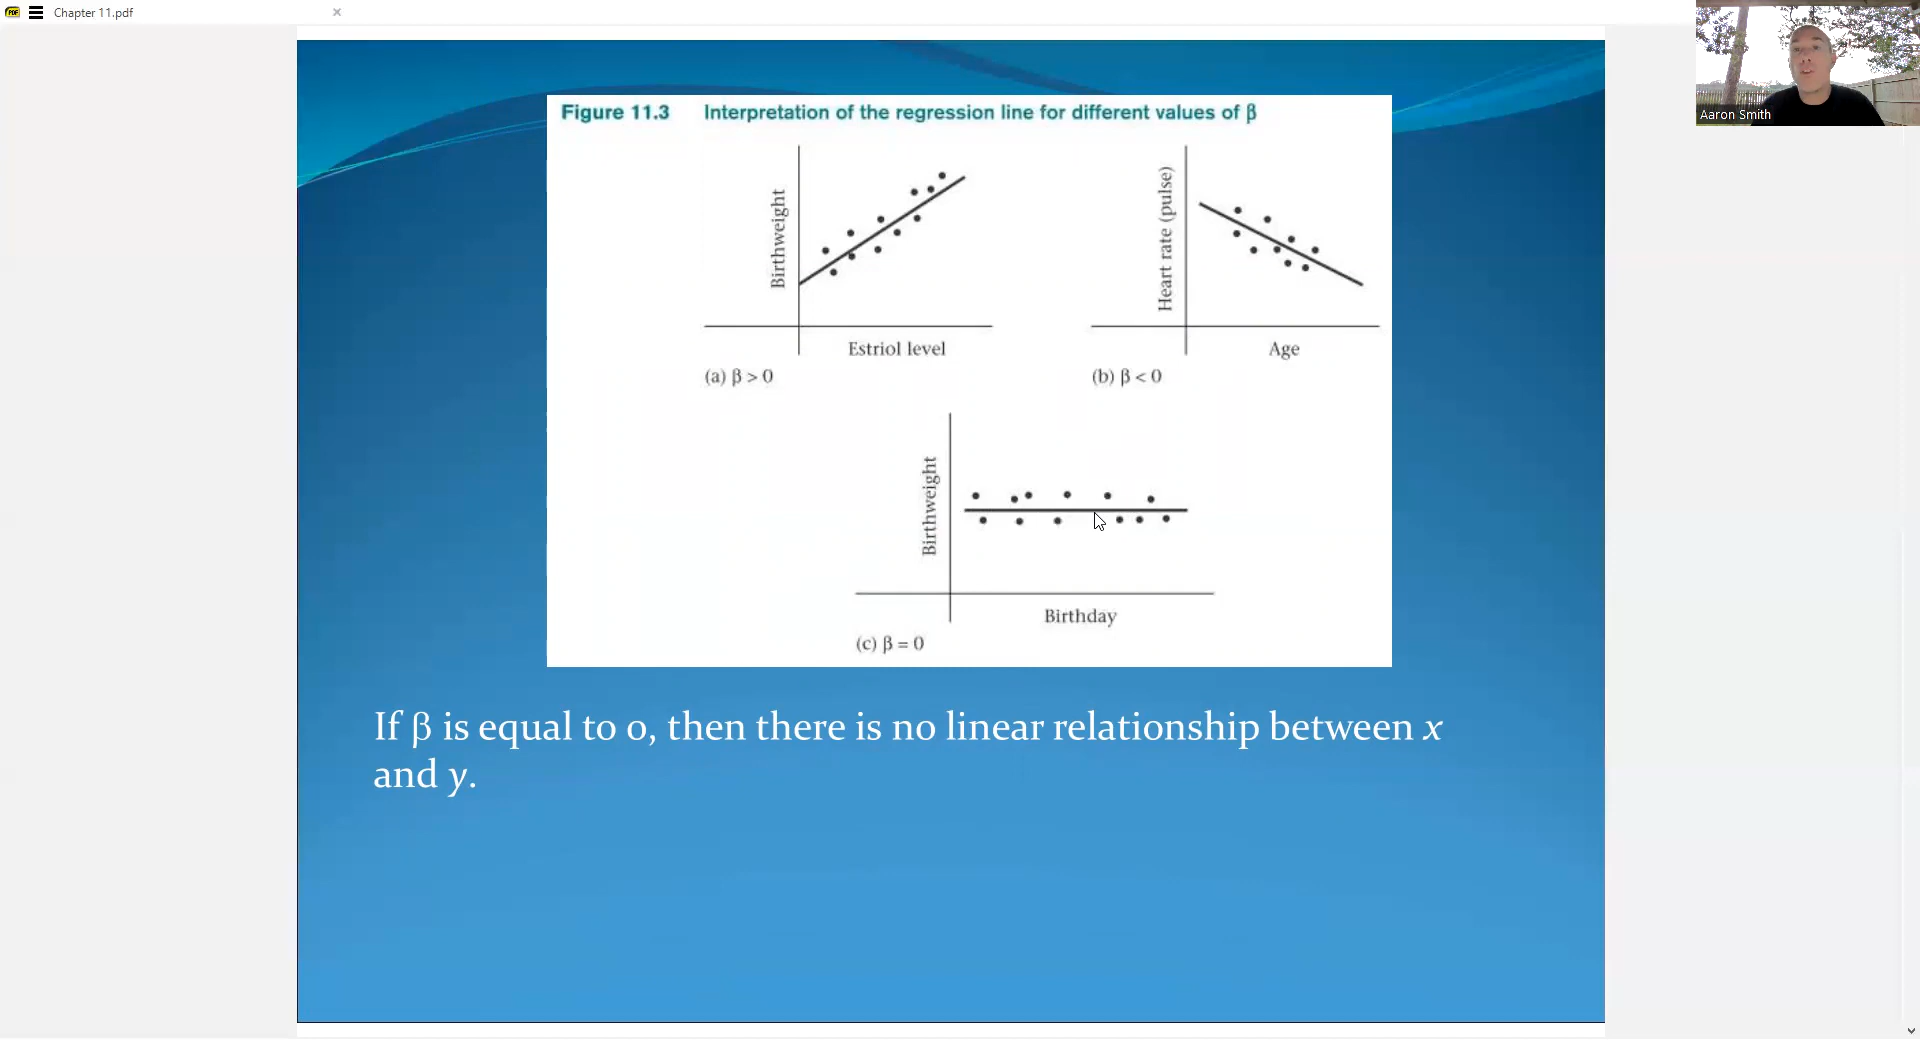 Chapter 11.pdf
Aaron Smith
Figure 11.3 Interpretation of the regression line for different values of β
Birthweight
Estriol level
(a) β > 0
Heart rate (pulse)
Age
(b) β < 0
Birthweight
Birthday
(c) β = 0
If β is equal to 0, then there is no linear relationship between x
and y.